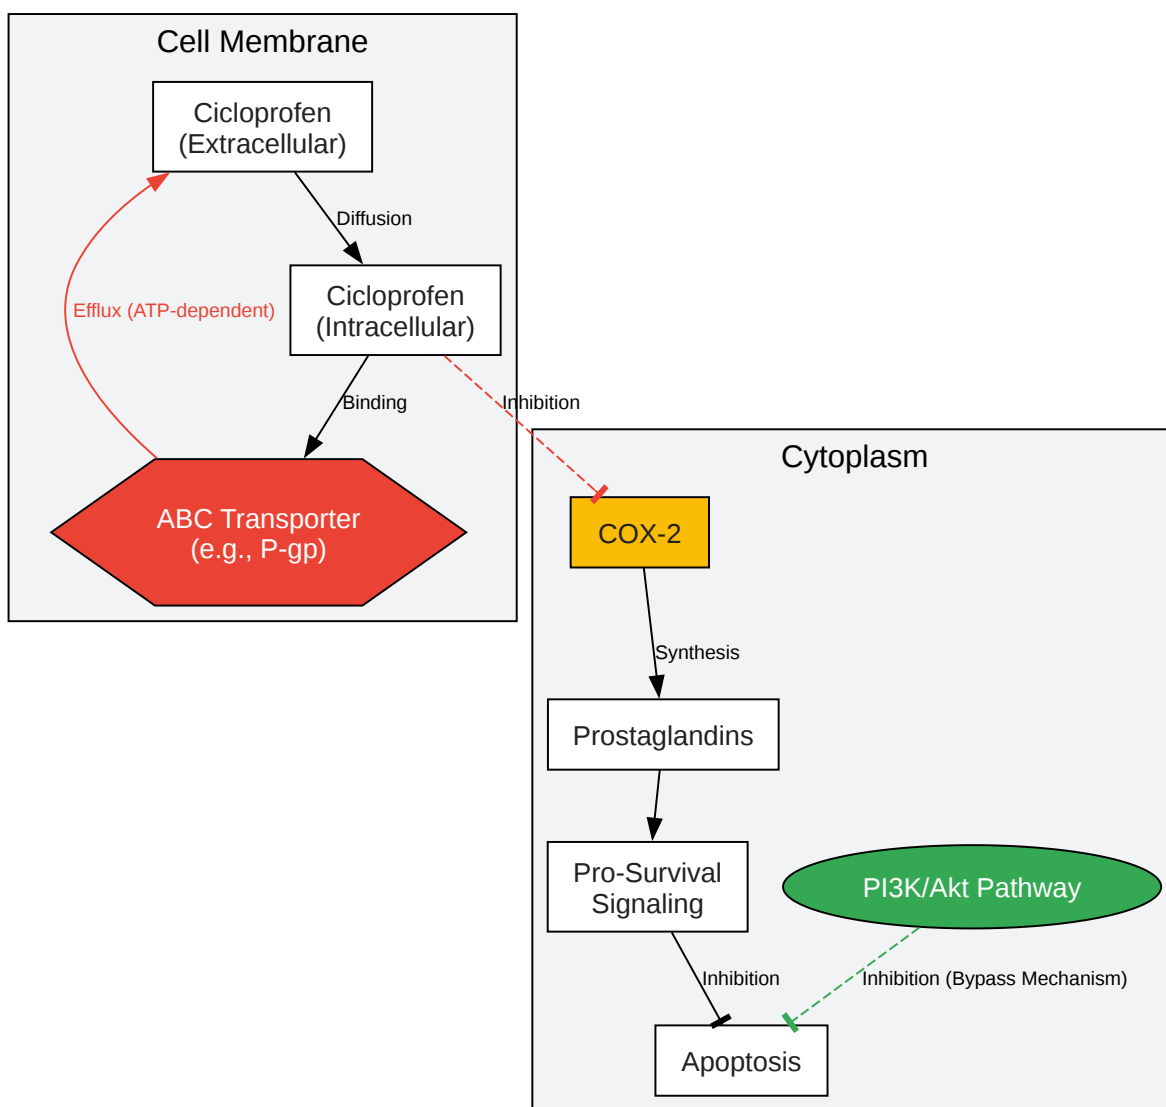 Cell Membrane
Cicloprofen
(Extracellular)
Diffusion
Cicloprofen
(Intracellular)
Efflux (ATP-dependent)
Binding
Inhibition
ABC Transporter
(e.g., P-gp)
Cytoplasm
COX-2
Synthesis
Prostaglandins
Pro-Survival
Signaling
PI3K/Akt Pathway
Inhibition
Inhibition (Bypass Mechanism)
Apoptosis